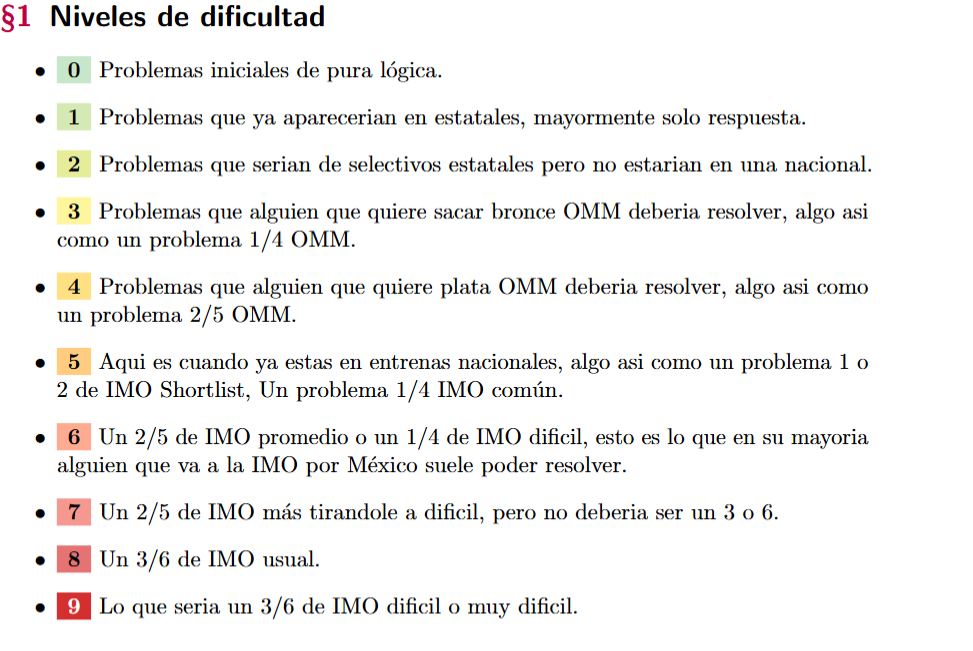 §1 Niveles de dificultad
• 0 Problemas iniciales de pura lógica.
• 1 Problemas que ya aparecerian en estatales, mayormente solo respuesta.
• 2 Problemas que serian de selectivos estatales pero no estarian en una nacional.
• 3 Problemas que alguien que quiere sacar bronce OMM deberia resolver, algo asi
como un problema 1/4 OMM.
• 4 Problemas que alguien que quiere plata OMM deberia resolver, algo asi como
un problema 2/5 OMM.
• 5 Aqui es cuando ya estas en entrenas nacionales, algo asi como un problema 1 o
2 de IMO Shortlist, Un problema 1/4 IMO común.
• 6 Un 2/5 de IMO promedio o un 1/4 de IMO dificil, esto es lo que en su mayoria
alguien que va a la IMO por México suele poder resolver.
• 7 Un 2/5 de IMO más tirandole a dificil, pero no deberia ser un 3 o 6.
• 8 Un 3/6 de IMO usual.
• 9 Lo que seria un 3/6 de IMO dificil o muy dificil.